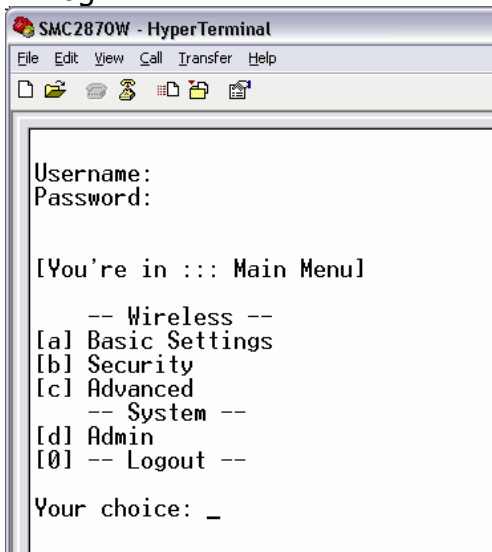 SMC2870W - HyperTerminal
File Edit View Call Transfer Help
Username:
Password:
[You're in ::: Main Menu]
-- Wireless --
[a] Basic Settings
[b] Security
[c] Advanced
-- System --
[d] Admin
[0] -- Logout --
Your choice: _